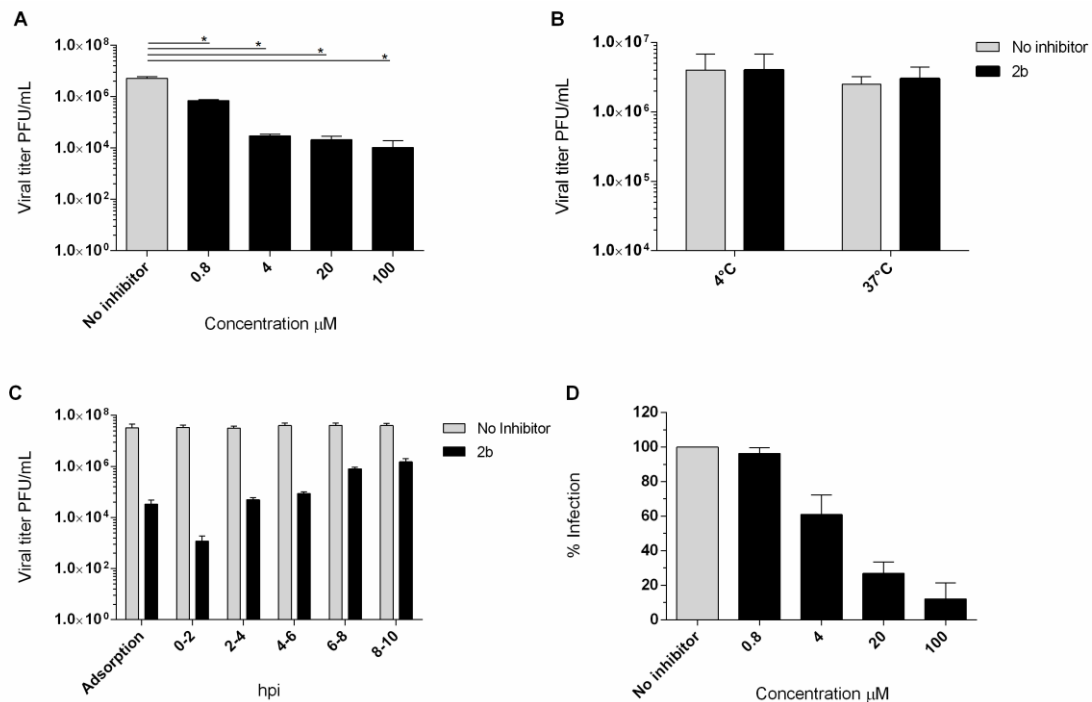 A
Viral titer PFU/mL
1.0×10⁸
1.0×10⁶
1.0×10⁴
1.0×10²
1.0×10⁰
* * * *
No inhibitor
0.8
4
20
100
Concentration μM
B
Viral titer PFU/mL
1.0×10⁷
1.0×10⁶
1.0×10⁵
1.0×10⁴
4°C
37°C
No inhibitor
2b
C
Viral titer PFU/mL
1.0×10⁸
1.0×10⁶
1.0×10⁴
1.0×10²
1.0×10⁰
Adsorption
0-2
2-4
4-6
6-8
8-10
hpi
No Inhibitor
2b
D
% Infection
120
100
80
60
40
20
0
No inhibitor
0.8
4
20
100
Concentration μM